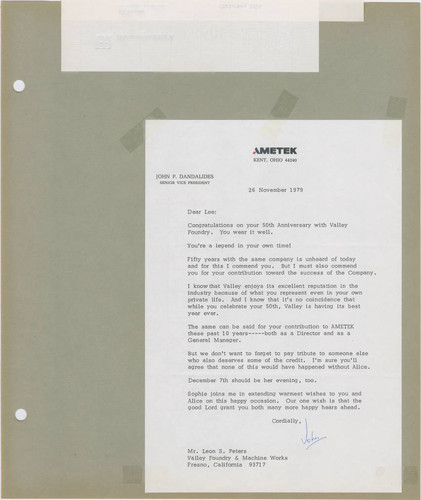 AMETEK
KENT, OHIO 44240
JOHN P. DANDALIDES
SENIOR VICE PRESIDENT
26 November 1979
Dear Lee:
Congratulations on your 50th Anniversary with Valley
Foundry. You wear it well.
You're a legend in your own time!
Fifty years with the same company is unheard of today
and for this I commend you. But I must also commend
you for your contribution toward the success of the Company.
I know that Valley enjoys its excellent reputation in the
industry because of what you represent even in your own
private life. And I know that it's no coincidence that
while you celebrate your 50th, Valley is having its best
year ever.
The same can be said for your contribution to AMETEK
these past 10 years-----both as a Director and as a
General Manager.
But we don't want to forget to pay tribute to someone else
who also deserves some of the credit. I'm sure you'll
agree that none of this would have happened without Alice.
December 7th should be her evening, too.
Sophie joins me in extending warmest wishes to you and
Alice on this happy occasion. Our one wish is that the
good Lord grant you both many more happy hears ahead.
Cordially,
John
Mr. Leon S. Peters
Valley Foundry & Machine Works
Fresno, California 93717